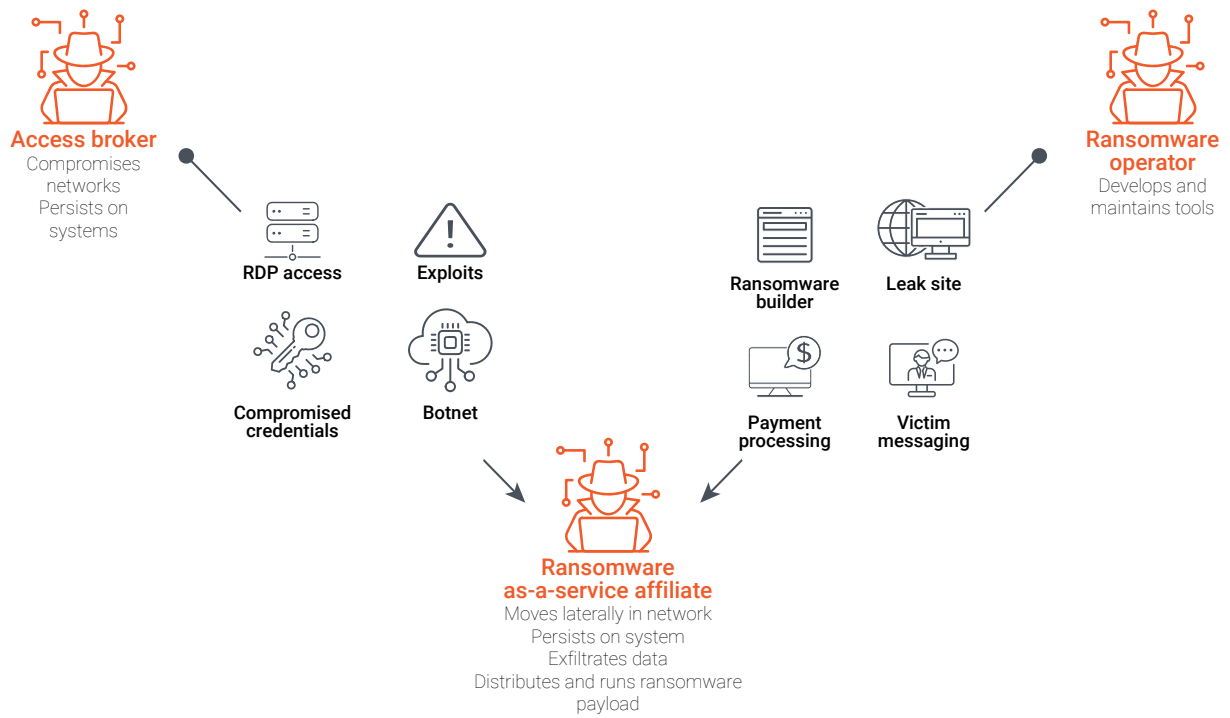 Access broker
Compromises
networks
Persists on
systems
Ransomware
operator
Develops and
maintains tools
RDP access
Exploits
Compromised
credentials
Botnet
Ransomware
builder
Leak site
Payment
processing
Victim
messaging
Ransomware
as-a-service affiliate
Moves laterally in network
Persists on system
Exfiltrates data
Distributes and runs ransomware
payload